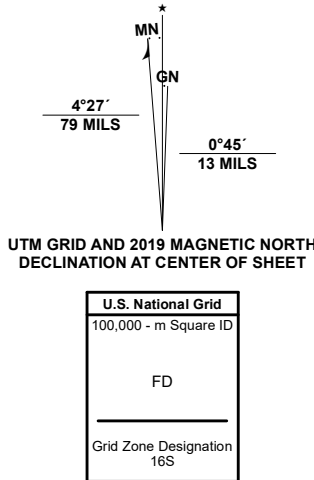 ★
MN
GN
4°27´
79 MILS
0°45´
13 MILS
UTM GRID AND 2019 MAGNETIC NORTH
DECLINATION AT CENTER OF SHEET
U.S. National Grid
100,000 - m Square ID
FD
Grid Zone Designation
16S